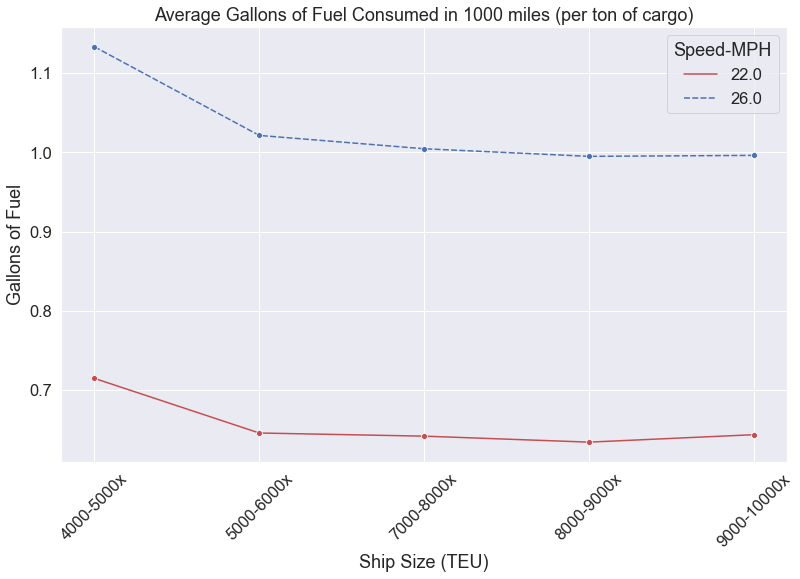 Average Gallons of Fuel Consumed in 1000 miles (per ton of cargo)
Speed-MPH
22.0
26.0
Gallons of Fuel
1.1
1.0
0.9
0.8
0.7
4000-5000x
5000-6000x
7000-8000x
8000-9000x
9000-10000x
Ship Size (TEU)